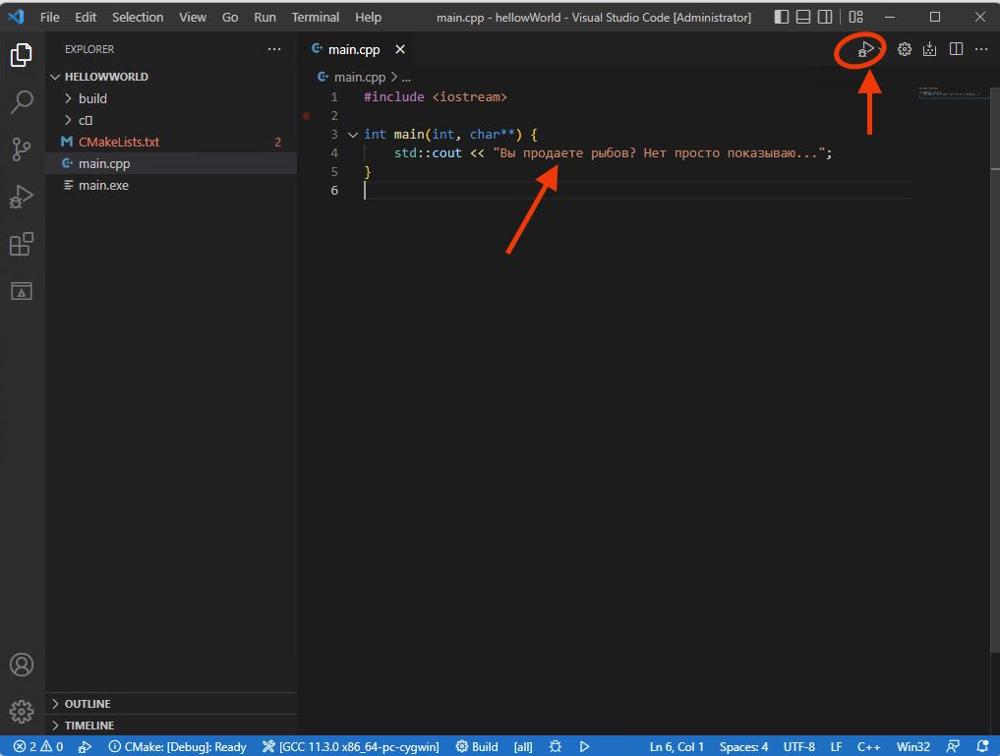 File Edit Selection View Go Run Terminal Help main.cpp - hellowWorld - Visual Studio Code [Administrator]
EXPLORER
HELLOWWORLD
build
c
CMakeLists.txt 2
main.cpp
main.exe
OUTLINE
TIMELINE
main.cpp
main.cpp > ...
1 #include <iostream>
2
3 int main(int, char**) {
4 std::cout << "Вы продаете рыбов? Нет просто показываю...";
5 }
6
2 0 CMake: [Debug]: Ready [GCC 11.3.0 x86_64-pc-cygwin] Build [all] Ln 6, Col 1 Spaces: 4 UTF-8 LF C++ Win32